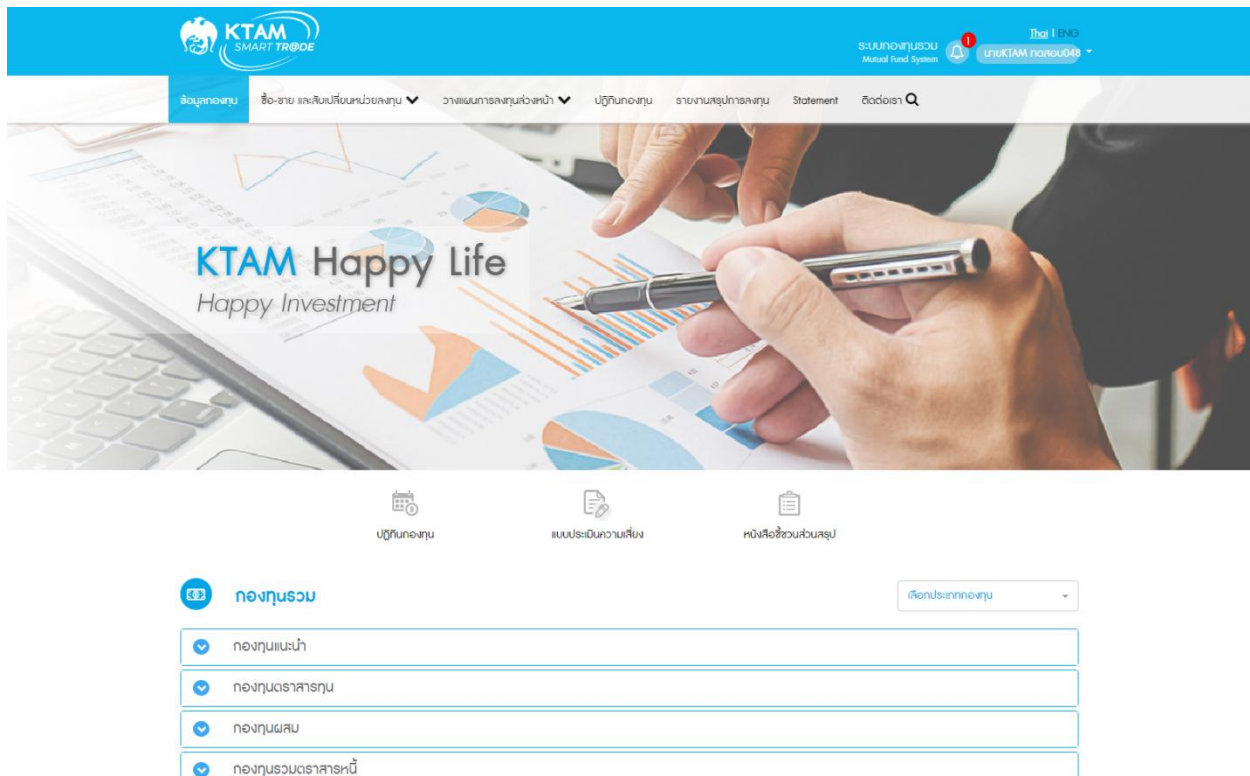 KTAM
SMART TR@DE
Thai | ENG
ระบบกองทุนรวม
Mutual Fund System
1
นายKTAM ทดสอบ048
ข้อมูลกองทุน
ซื้อ-ขาย และสับเปลี่ยนหน่วยลงทุน
วางแผนการลงทุนล่วงหน้า
ปฏิทินกองทุน
รายงานสรุปการลงทุน
Statement
ติดต่อเรา
KTAM Happy Life
Happy Investment
ปฏิทินกองทุน
แบบประเมินความเสี่ยง
หนังสือชี้ชวนส่วนสรุป
กองทุนรวม
เลือกประเภทกองทุน
กองทุนแนะนำ
กองทุนตราสารทุน
กองทุนผสม
กองทุนรวมตราสารหนี้